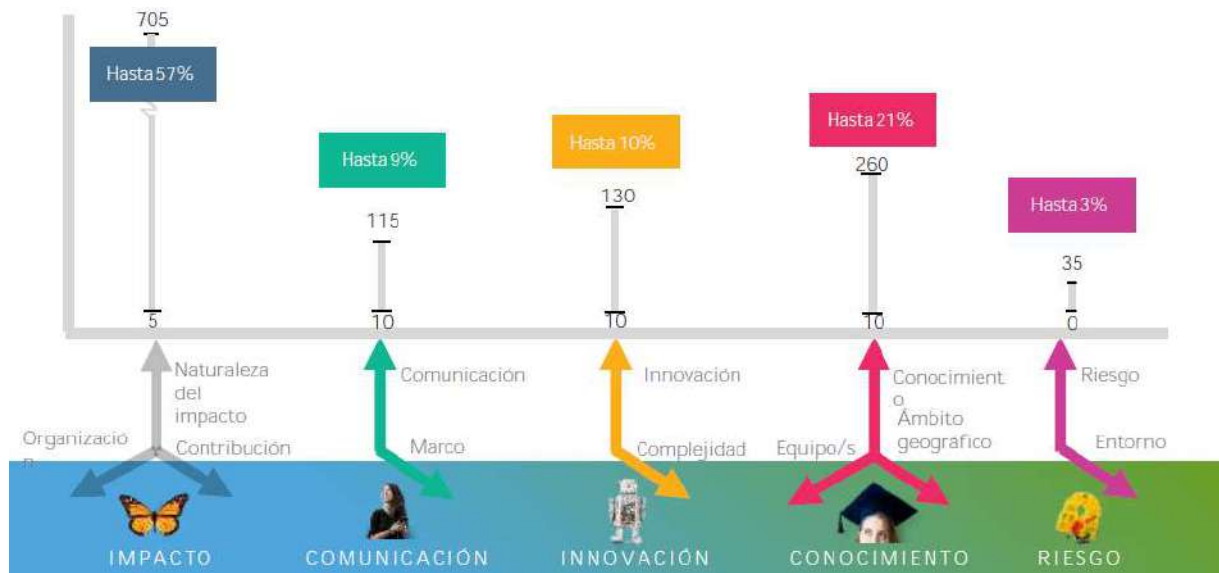 705
Hasta 57%
Hasta 9%
Hasta 10%
Hasta 21%
Hasta 3%
115
130
260
35
5
10
10
10
0
Naturaleza
del
impacto
Organizació
n
Contribución
Comunicación
Marco
Innovación
Complejidad
Conocimient
o
Ámbito
geografico
Equipo/s
Riesgo
Entorno
IMPACTO
COMUNICACIÓN
INNOVACIÓN
CONOCIMIENTO
RIESGO